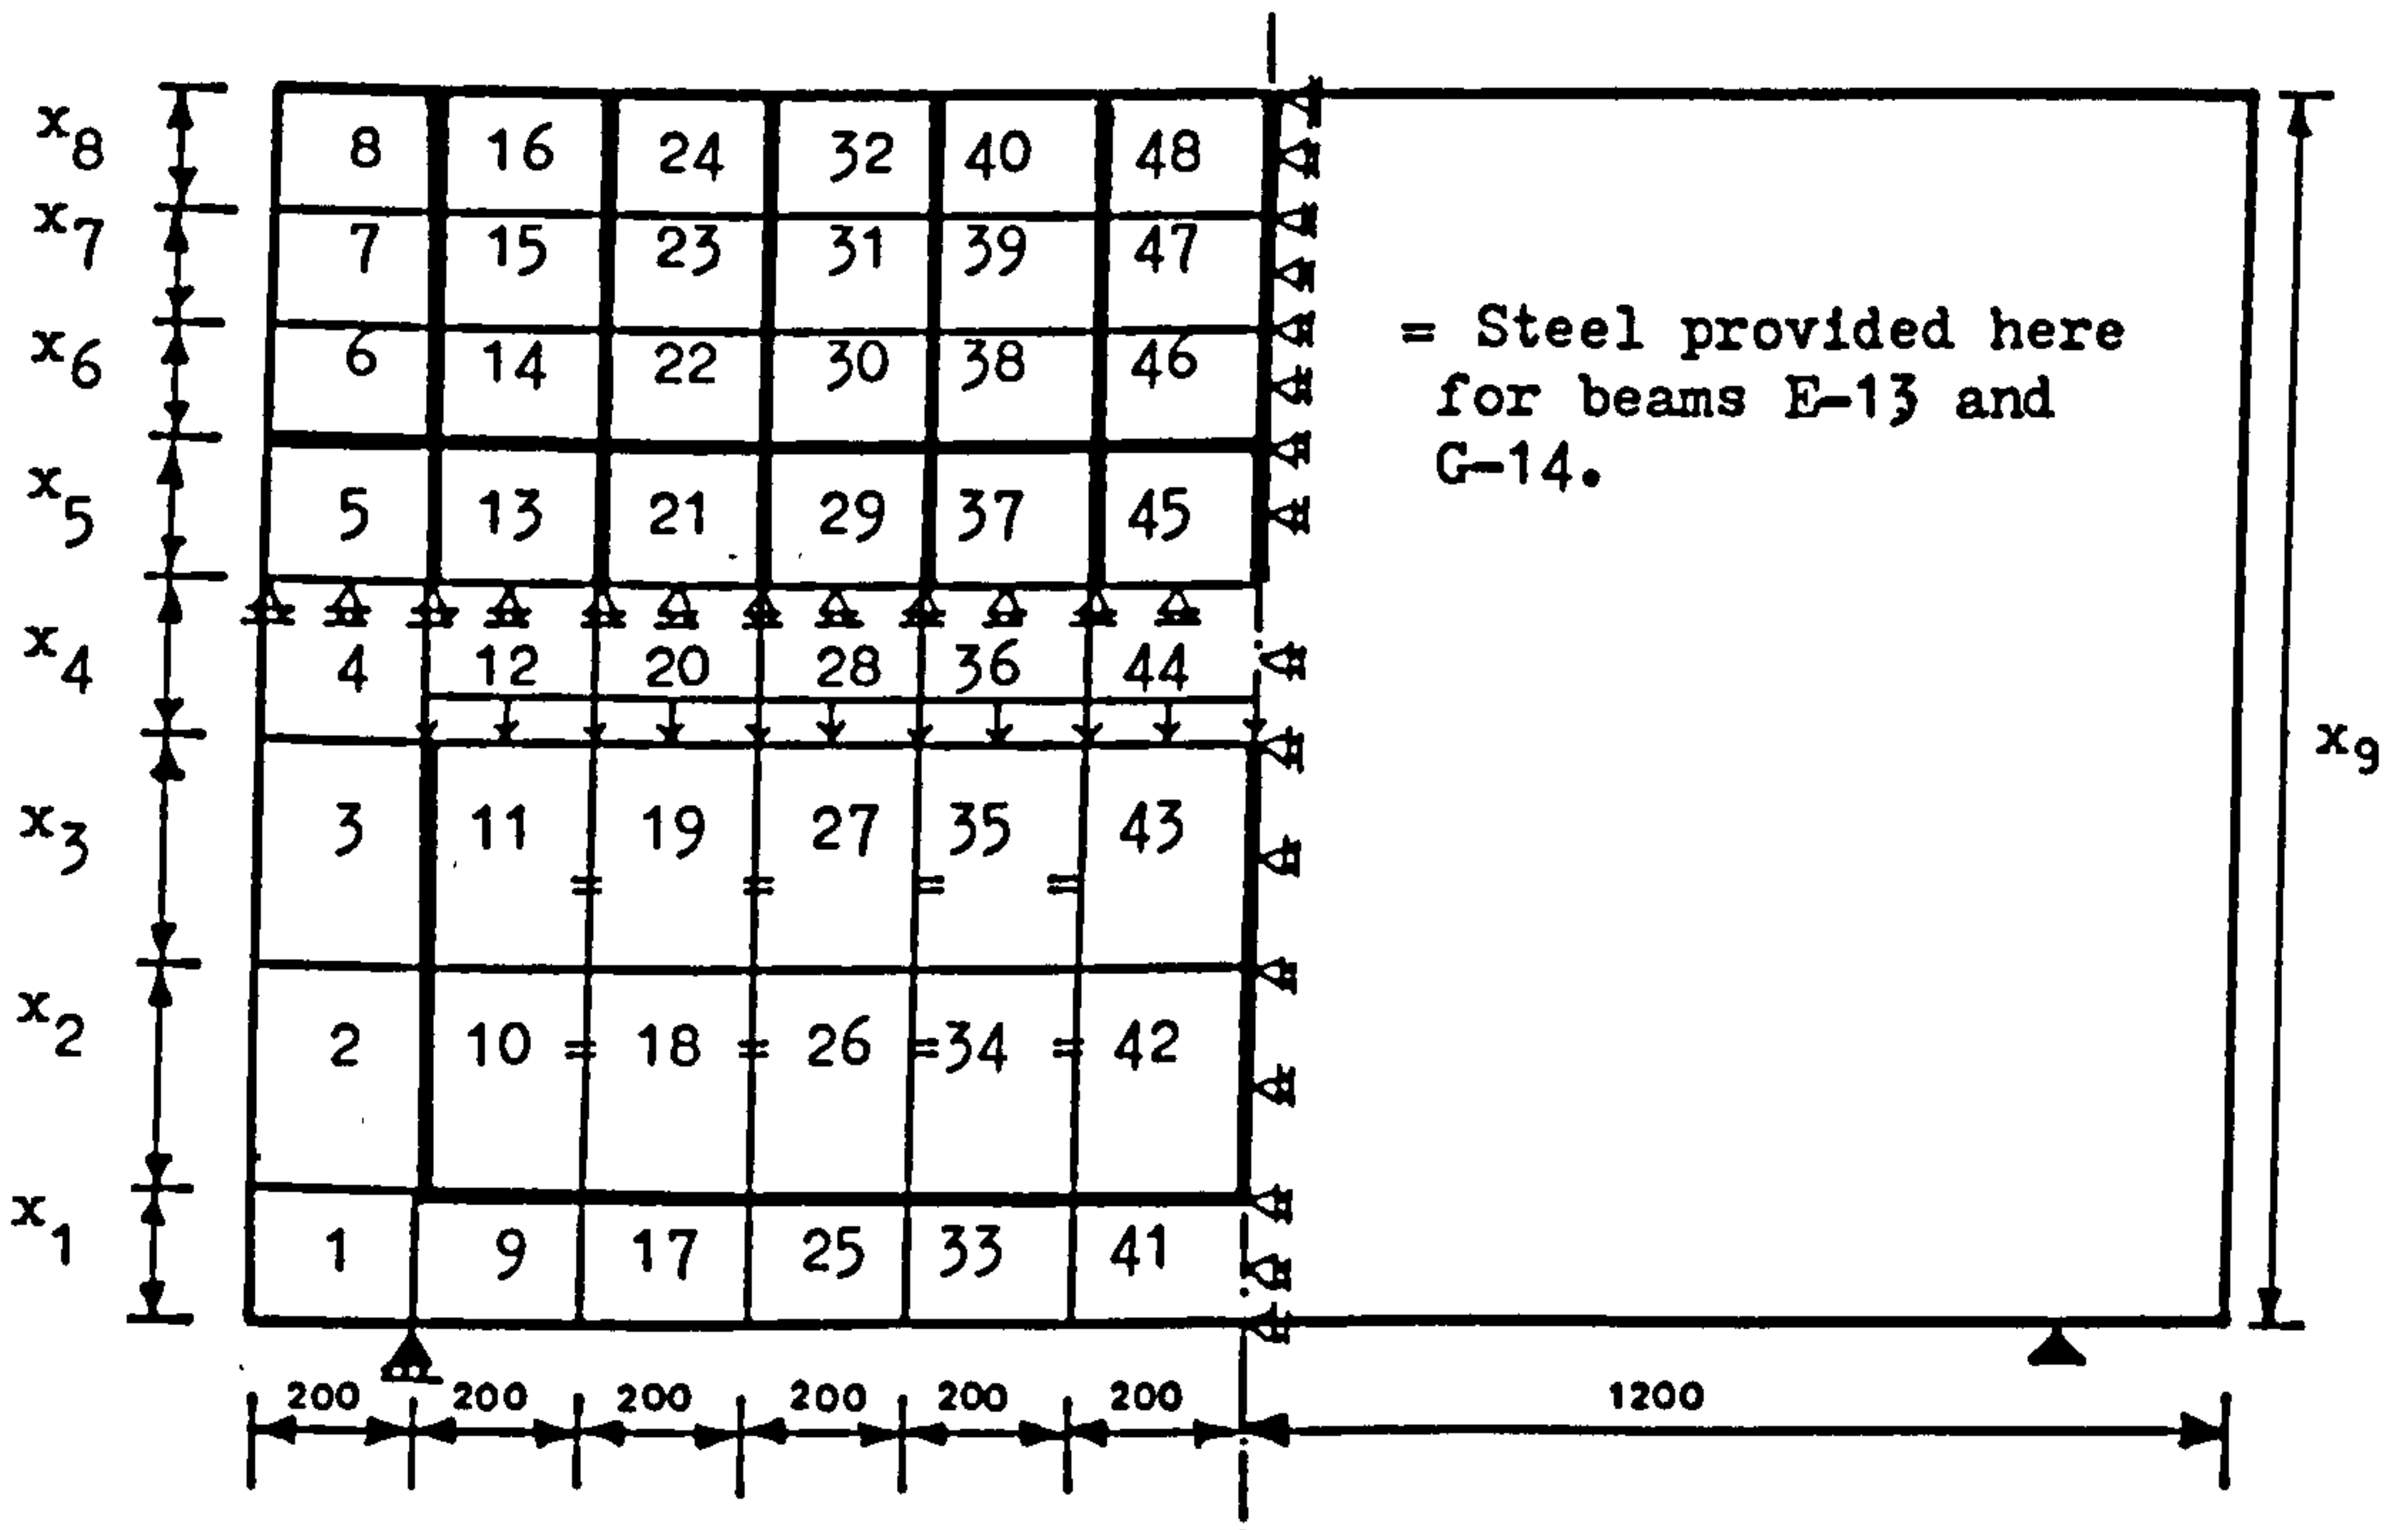 x8 8 16 24 32 40 48
x7 7 15 23 31 39 47
x6 6 14 22 30 38 46
= Steel provided here
for beams E-13 and
G-14.
x5 5 13 21 29 37 45
x4 4 12 20 28 36 44
x9
x3 3 11 19 27 35 43
x2 2 10 18 26 34 42
x1 1 9 17 25 33 41
200 200 200 200 200 200 1200